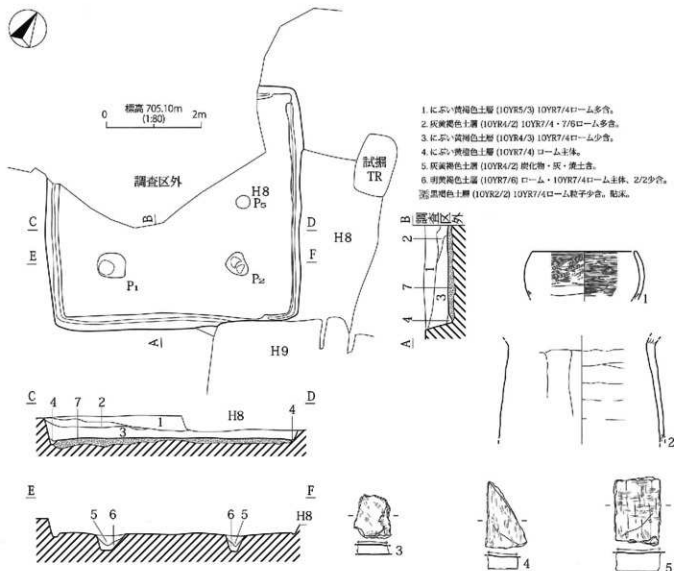 標高 705.10m
(1:80)
0
2m
調査区外
試掘
TR
H8
P5
H8
H9
P1
P2
A
B
C
D
E
F
1. にぶい黄褐色土層 (10YR5/3) 10YR7/4ローム多含。
2. 灰黄褐色土層 (10YR4/2) 10YR7/4・7/6ローム多含。
3. にぶい黄褐色土層 (10YR4/3) 10YR7/4ローム少含。
4. にぶい黄橙色土層 (10YR7/4) ローム主体。
5. 灰黄褐色土層 (10YR4/2) 炭化物・灰・焼土含。
6. 明黄褐色土層 (10YR7/6) ローム・10YR7/4ローム主体、2/2少含。
黒褐色土層 (10YR2/2) 10YR7/4ローム粒子少含。貼床。
B
調査区外
2
1
7
3
4
A
1
2
C
D
4
7
2
3
1
H8
4
E
F
5
6
6
5
H8
3
4
5